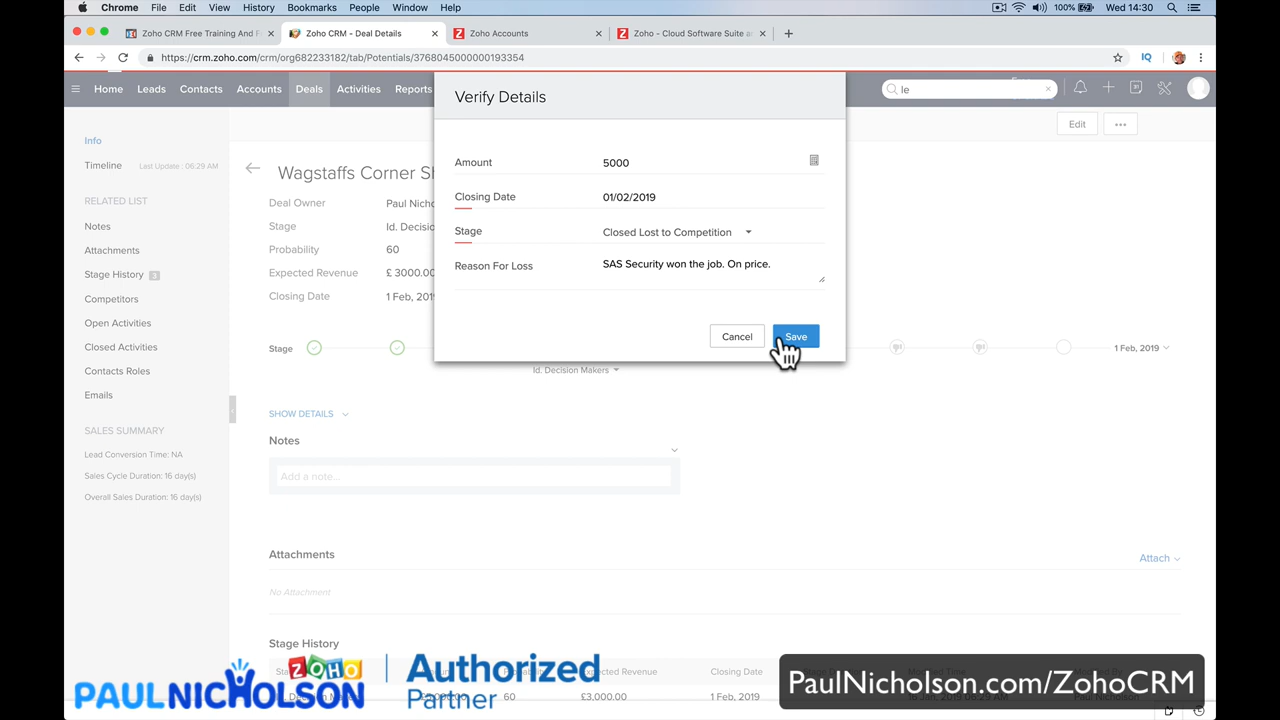 Chrome File Edit View History Bookmarks People Window Help 100% Wed 14:30
Zoho CRM Free Training And F Zoho CRM - Deal Details Zoho Accounts Zoho - Cloud Software Suite a
https://crm.zoho.com/crm/org682233182/tab/Potentials/3768045000000193354 IQ
Home Leads Contacts Accounts Deals Activities Reports le
Verify Details
Edit
Info
Timeline Last Update : 06:29 AM
Wagstaffs Corner Sh
Amount 5000
RELATED LIST
Deal Owner Paul Nicho
Closing Date 01/02/2019
Notes
Stage Id. Decisio
Stage Closed Lost to Competition
Attachments
Probability 60
Reason For Loss SAS Security won the job. On price.
Stage History 3
Expected Revenue £ 3000.00
Competitors
Closing Date 1 Feb, 201
Open Activities
Cancel Save
Closed Activities
Stage 1 Feb, 2019
Contacts Roles
Id. Decision Makers
Emails
SHOW DETAILS
SALES SUMMARY
Notes
Lead Conversion Time: NA
Sales Cycle Duration: 16 day(s)
Add a note...
Overall Sales Duration: 16 day(s)
Attachments Attach
No Attachment
Stage History
Expected Revenue Closing Date
60 £3,000.00 1 Feb, 2019
ZOHO
PAULNICHOLSON
Authorized
Partner
PaulNicholson.com/ZohoCRM